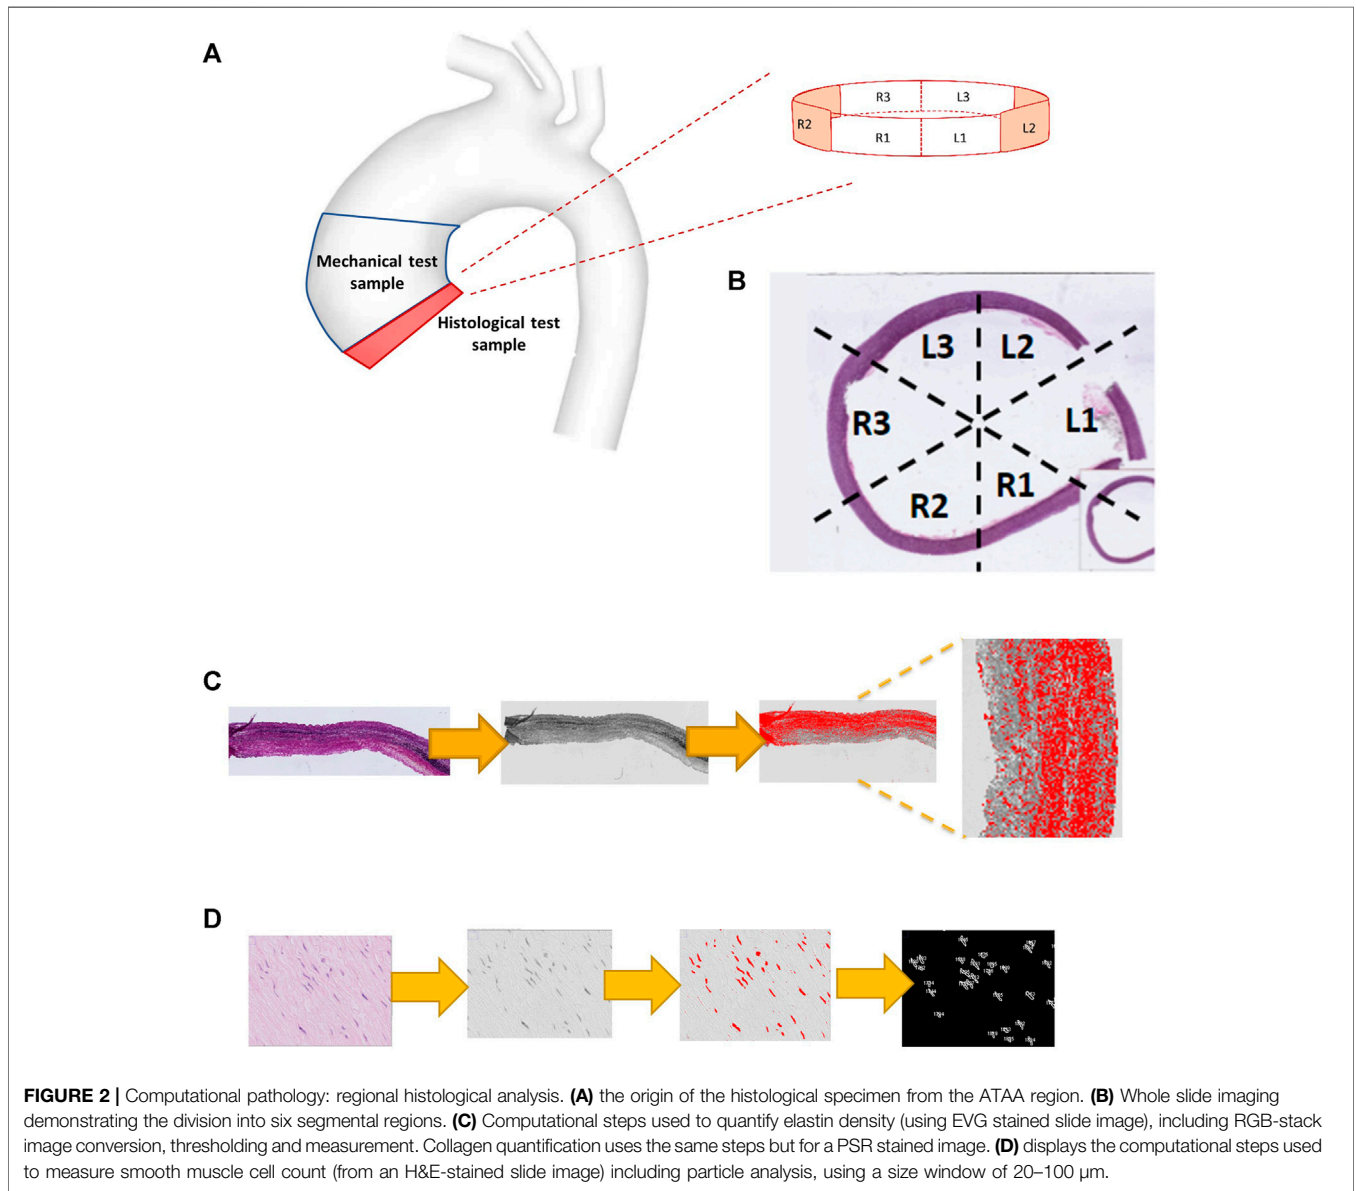 A
R3
L3
R2
L2
R1
L1
Mechanical test
sample
Histological test
sample
B
L3
L2
R3
L1
R1
R2
C
D
FIGURE 2 | Computational pathology: regional histological analysis. (A) the origin of the histological specimen from the ATAA region. (B) Whole slide imaging
demonstrating the division into six segmental regions. (C) Computational steps used to quantify elastin density (using EVG stained slide image), including RGB-stack
image conversion, thresholding and measurement. Collagen quantification uses the same steps but for a PSR stained image. (D) displays the computational steps used
to measure smooth muscle cell count (from an H&E-stained slide image) including particle analysis, using a size window of 20–100 μm.